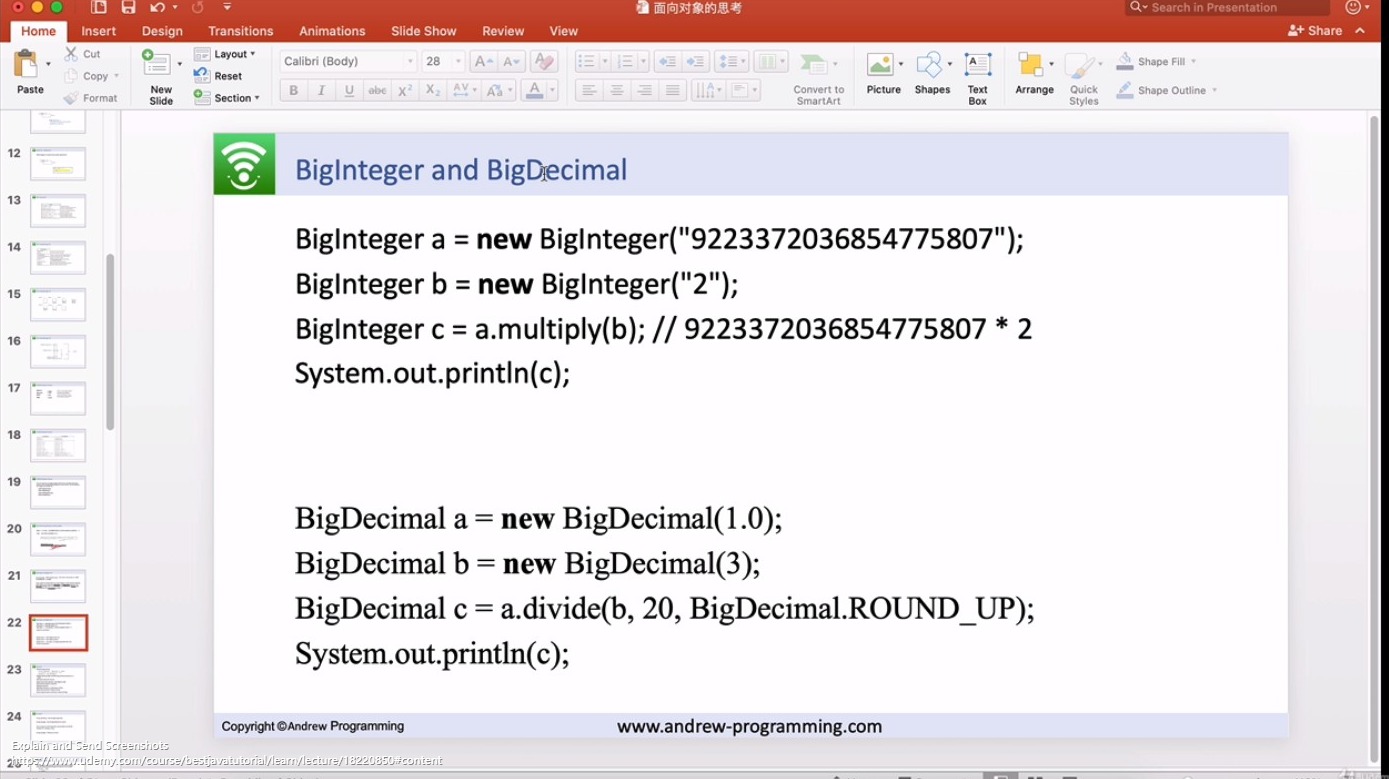 面向对象的思考
Search in Presentation
Home Insert Design Transitions Animations Slide Show Review View
Share
Paste
Cut
Copy
Format
New Slide
Layout
Reset
Section
Calibri (Body) 28
B I U abc X² X₂ AV Aa A
Convert to SmartArt
Picture
Shapes
Text Box
Arrange
Quick Styles
Shape Fill
Shape Outline
12
13
14
15
16
17
18
19
20
21
22
23
24
BigInteger and BigDecimal
BigInteger a = new BigInteger("9223372036854775807");
BigInteger b = new BigInteger("2");
BigInteger c = a.multiply(b); // 9223372036854775807 * 2
System.out.println(c);
BigDecimal a = new BigDecimal(1.0);
BigDecimal b = new BigDecimal(3);
BigDecimal c = a.divide(b, 20, BigDecimal.ROUND_UP);
System.out.println(c);
Copyright ©Andrew Programming
www.andrew-programming.com
Explain and Send Screenshots
https://www.udemy.com/course/bestjavatutorial/learn/lecture/18220850#content